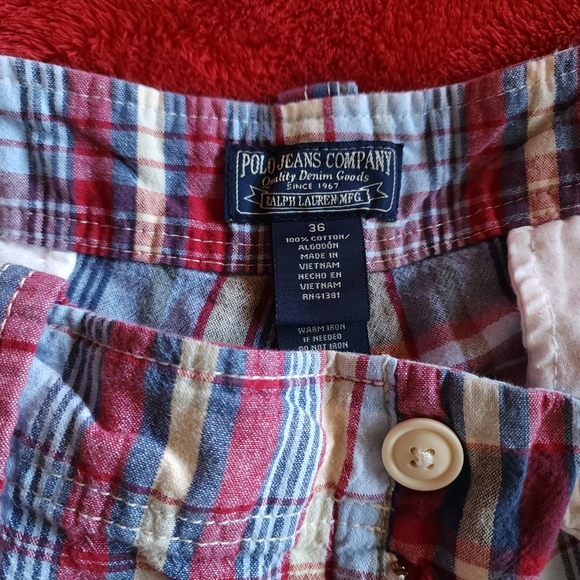 POLO JEANS COMPANY
Quality Denim Goods
SINCE 1967
RALPH LAUREN MFG.
36
100% COTTON/
ALGODÓN
MADE IN
VIETNAM
HECHO EN
VIETNAM
RN41381
WARM IRON
IF NEEDED
DO NOT IRON